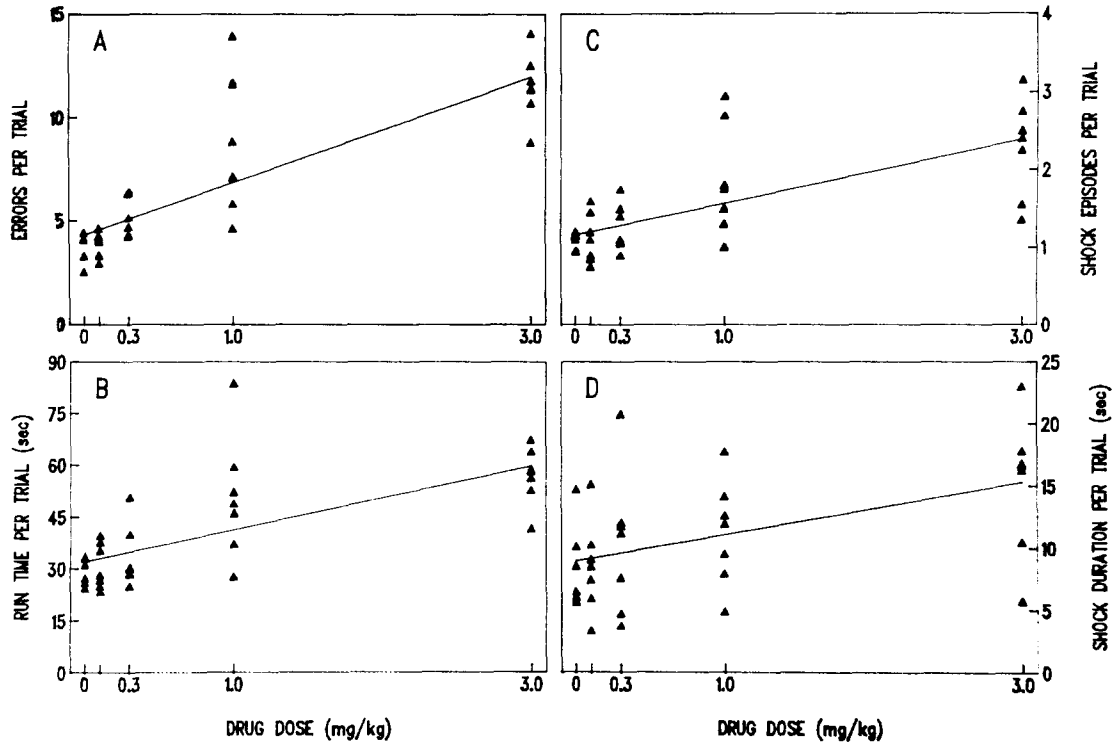 A
ERRORS PER TRIAL
15
10
5
0
0 0.3 1.0 3.0
C
SHOCK EPISODES PER TRIAL
4
3
2
1
0
0 0.3 1.0 3.0
B
RUN TIME PER TRIAL (sec)
90
75
60
45
30
15
0
0 0.3 1.0 3.0
DRUG DOSE (mg/kg)
D
SHOCK DURATION PER TRIAL (sec)
25
20
15
10
5
0
0 0.3 1.0 3.0
DRUG DOSE (mg/kg)